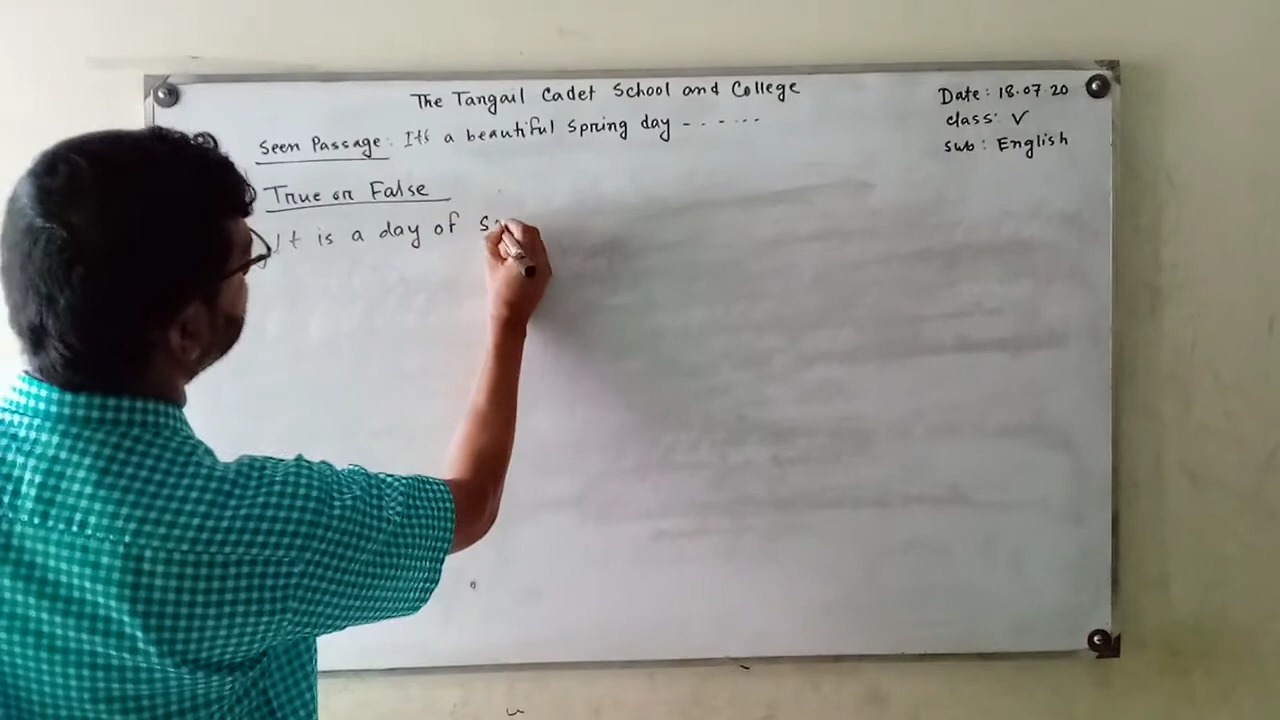 The Tangail Cadet School and College
Date: 18.07.20
class: V
Sub: English
Seen Passage: It's a beautiful spring day - - - - - -
True or False
It is a day of